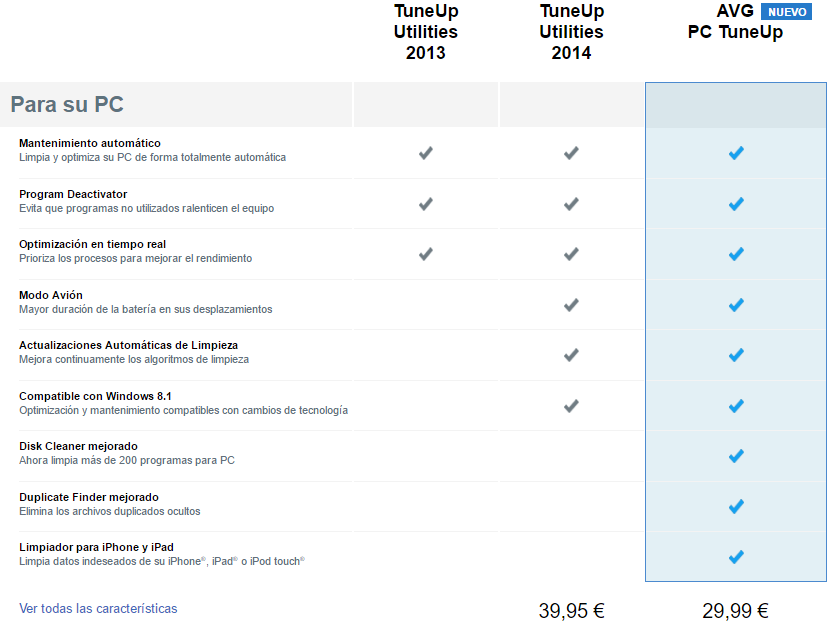 TuneUp
Utilities
2013
TuneUp
Utilities
2014
AVG NUEVO
PC TuneUp
Para su PC
Mantenimiento automático
Limpia y optimiza su PC de forma totalmente automática
Program Deactivator
Evita que programas no utilizados ralenticen el equipo
Optimización en tiempo real
Prioriza los procesos para mejorar el rendimiento
Modo Avión
Mayor duración de la batería en sus desplazamientos
Actualizaciones Automáticas de Limpieza
Mejora continuamente los algoritmos de limpieza
Compatible con Windows 8.1
Optimización y mantenimiento compatibles con cambios de tecnología
Disk Cleaner mejorado
Ahora limpia más de 200 programas para PC
Duplicate Finder mejorado
Elimina los archivos duplicados ocultos
Limpiador para iPhone y iPad
Limpia datos indeseados de su iPhone®, iPad® o iPod touch®
Ver todas las características
39,95 €
29,99 €